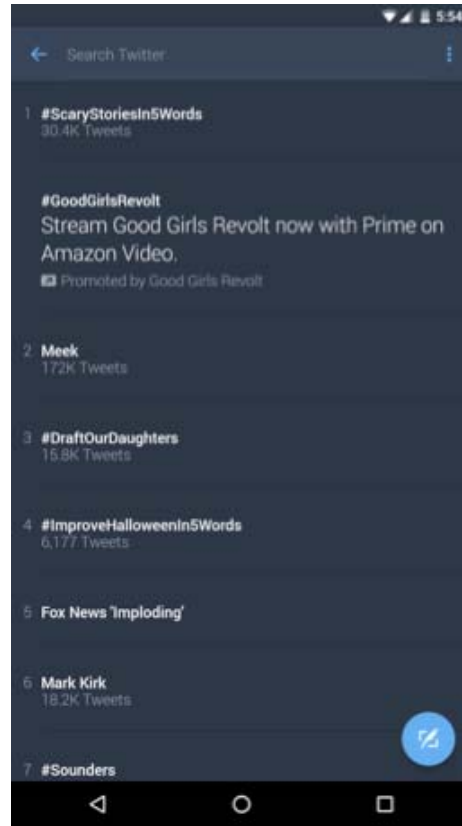 5:54
Search Twitter
1 #ScaryStoriesIn5Words
30.4K Tweets
#GoodGirlsRevolt
Stream Good Girls Revolt now with Prime on
Amazon Video.
Promoted by Good Girls Revolt
2 Meek
172K Tweets
3 #DraftOurDaughters
15.8K Tweets
4 #ImproveHalloweenIn5Words
6,177 Tweets
5 Fox News 'Imploding'
6 Mark Kirk
18.2K Tweets
7 #Sounders